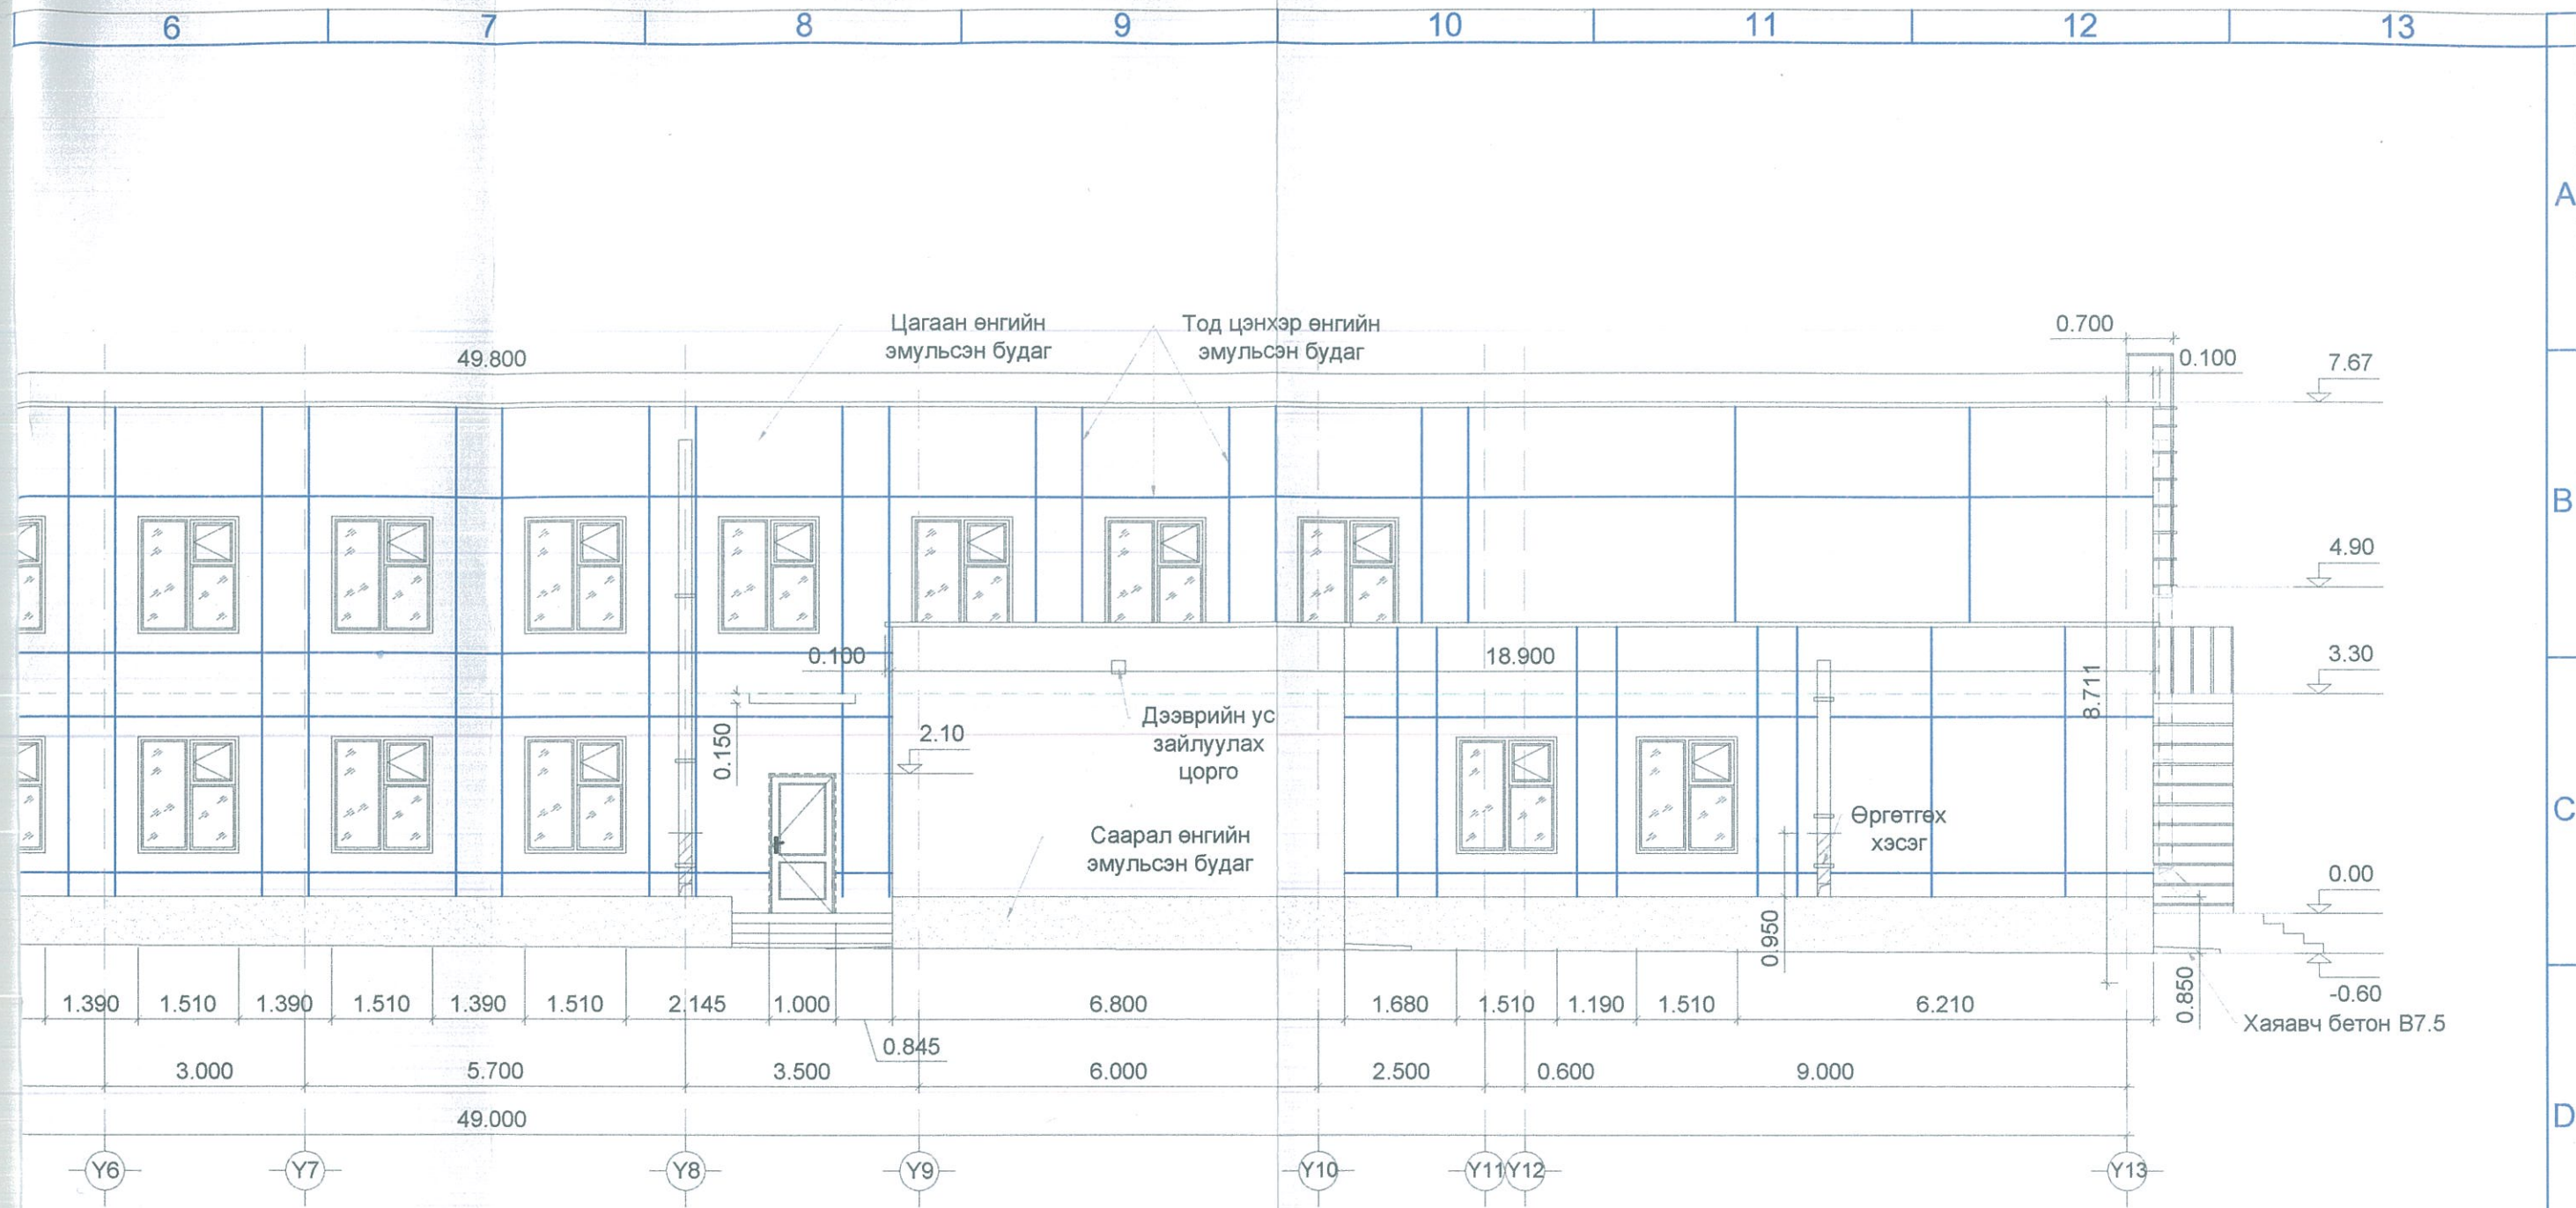 6 7 8 9 10 11 12 13
A
Цагаан өнгийн
эмульсэн будаг
Тод цэнхэр өнгийн
эмульсэн будаг
0.700
49.800
0.100
7.67
B
4.90
0.100
18.900
3.30
8.711
Дээврийн ус
зайлуулах
цорго
2.10
0.150
C
Саарал өнгийн
эмульсэн будаг
Өргөтгөх
хэсэг
0.00
0.950
0.850
-0.60
Хаяавч бетон В7.5
1.390 1.510 1.390 1.510 1.390 1.510 2.145 1.000 6.800 1.680 1.510 1.190 1.510 6.210
0.845
3.000 5.700 3.500 6.000 2.500 0.600 9.000
49.000
D
Y6 Y7 Y8 Y9 Y10 Y11 Y12 Y13